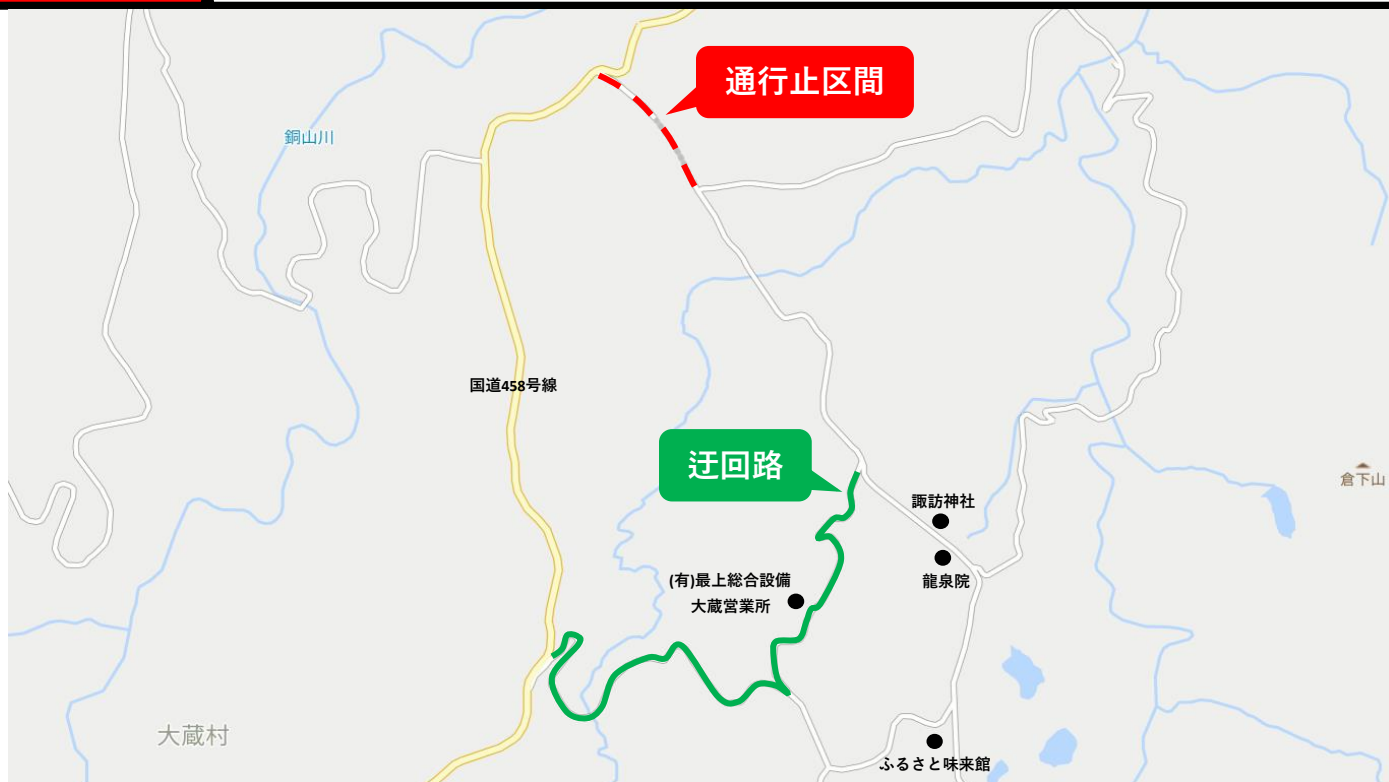 通行止区間
銅山川
国道458号線
迂回路
倉下山
諏訪神社
龍泉院
(有)最上総合設備
大蔵営業所
大蔵村
ふるさと味来館